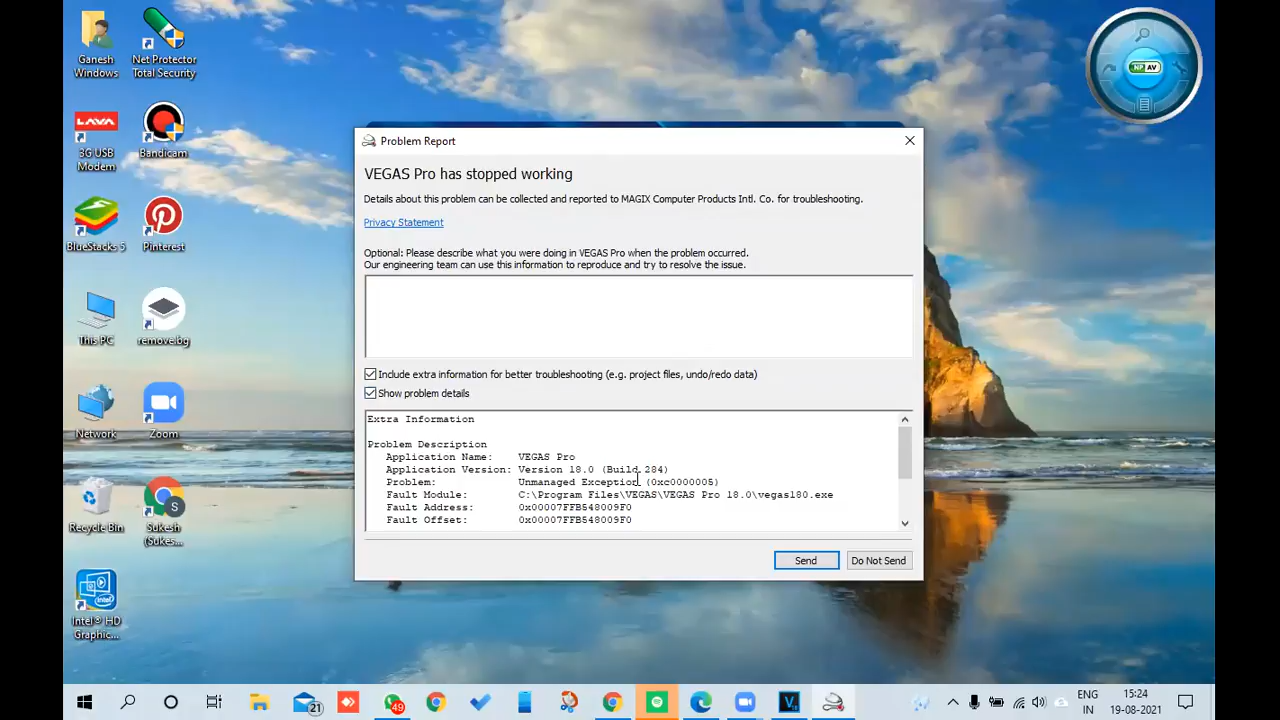 Ganesh
Windows
Net Protector
Total Security
LAVA
3G USB
Modem
Bandicam
BlueStacks 5
Pinterest
This PC
remove.bg
Network
Zoom
Recycle Bin
S
Sukesh
(Sukes...
intel
Intel® HD
Graphic...
NP AV
Problem Report
VEGAS Pro has stopped working
Details about this problem can be collected and reported to MAGIX Computer Products Intl. Co. for troubleshooting.
Privacy Statement
Optional: Please describe what you were doing in VEGAS Pro when the problem occurred.
Our engineering team can use this information to reproduce and try to resolve the issue.
Include extra information for better troubleshooting (e.g. project files, undo/redo data)
Show problem details
Extra Information
Problem Description
Application Name: VEGAS Pro
Application Version: Version 18.0 (Build 284)
Problem: Unmanaged Exception (0xc0000005)
Fault Module: C:\Program Files\VEGAS\VEGAS Pro 18.0\vegas180.exe
Fault Address: 0x00007FFB548009F0
Fault Offset: 0x00007FFB548009F0
Send
Do Not Send
21
49
V
ENG
IN
15:24
19-08-2021